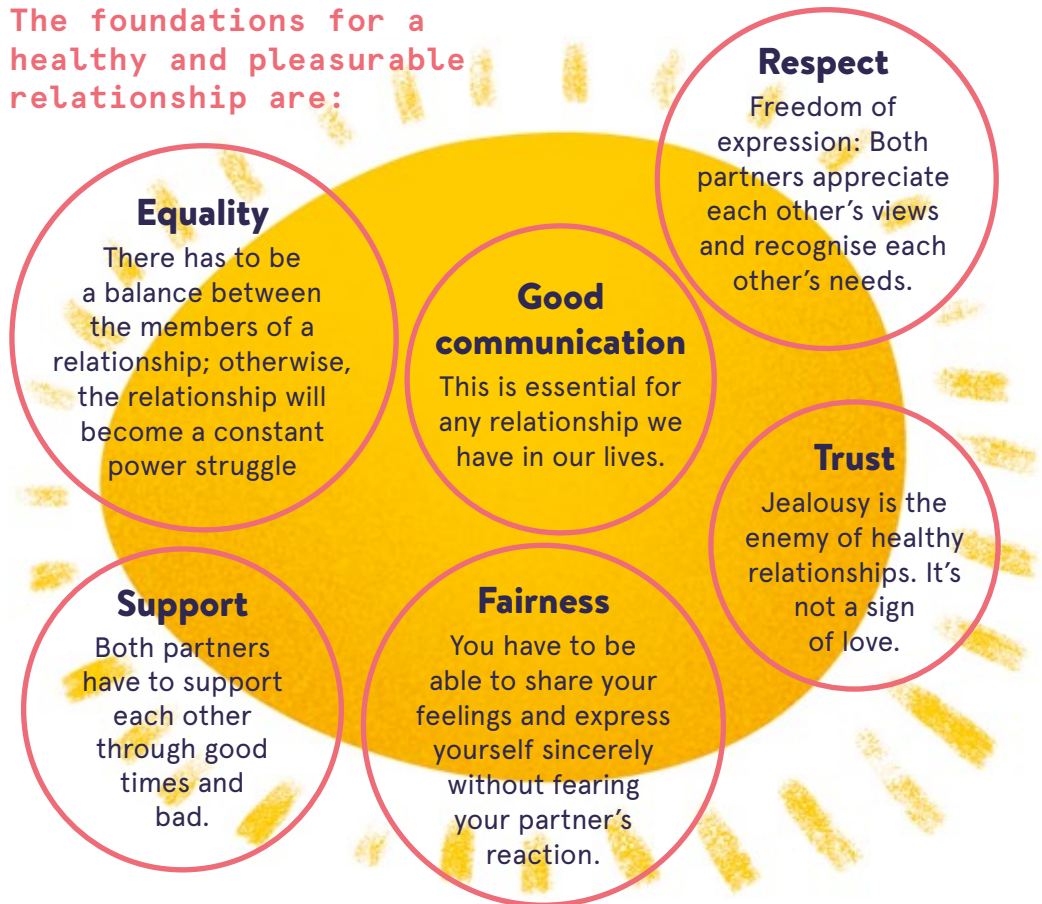 The foundations for a
healthy and pleasurable
relationship are:
Equality
There has to be
a balance between
the members of a
relationship; otherwise,
the relationship will
become a constant
power struggle
Good
communication
This is essential for
any relationship we
have in our lives.
Respect
Freedom of
expression: Both
partners appreciate
each other’s views
and recognise each
other’s needs.
Support
Both partners
have to support
each other
through good
times and
bad.
Fairness
You have to be
able to share your
feelings and express
yourself sincerely
without fearing
your partner’s
reaction.
Trust
Jealousy is the
enemy of healthy
relationships. It’s
not a sign
of love.